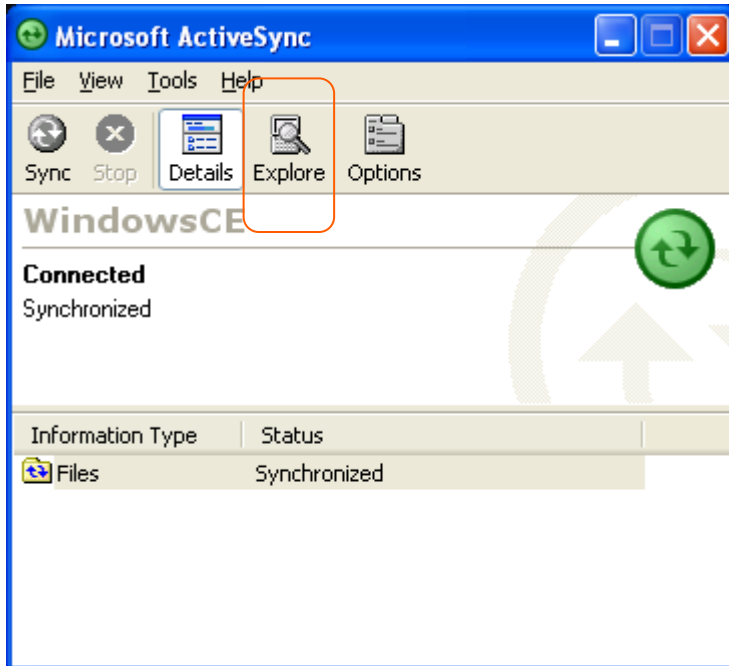 Microsoft ActiveSync
File View Tools Help
Sync Stop Details Explore Options
WindowsCE
Connected
Synchronized
Information Type Status
Files Synchronized